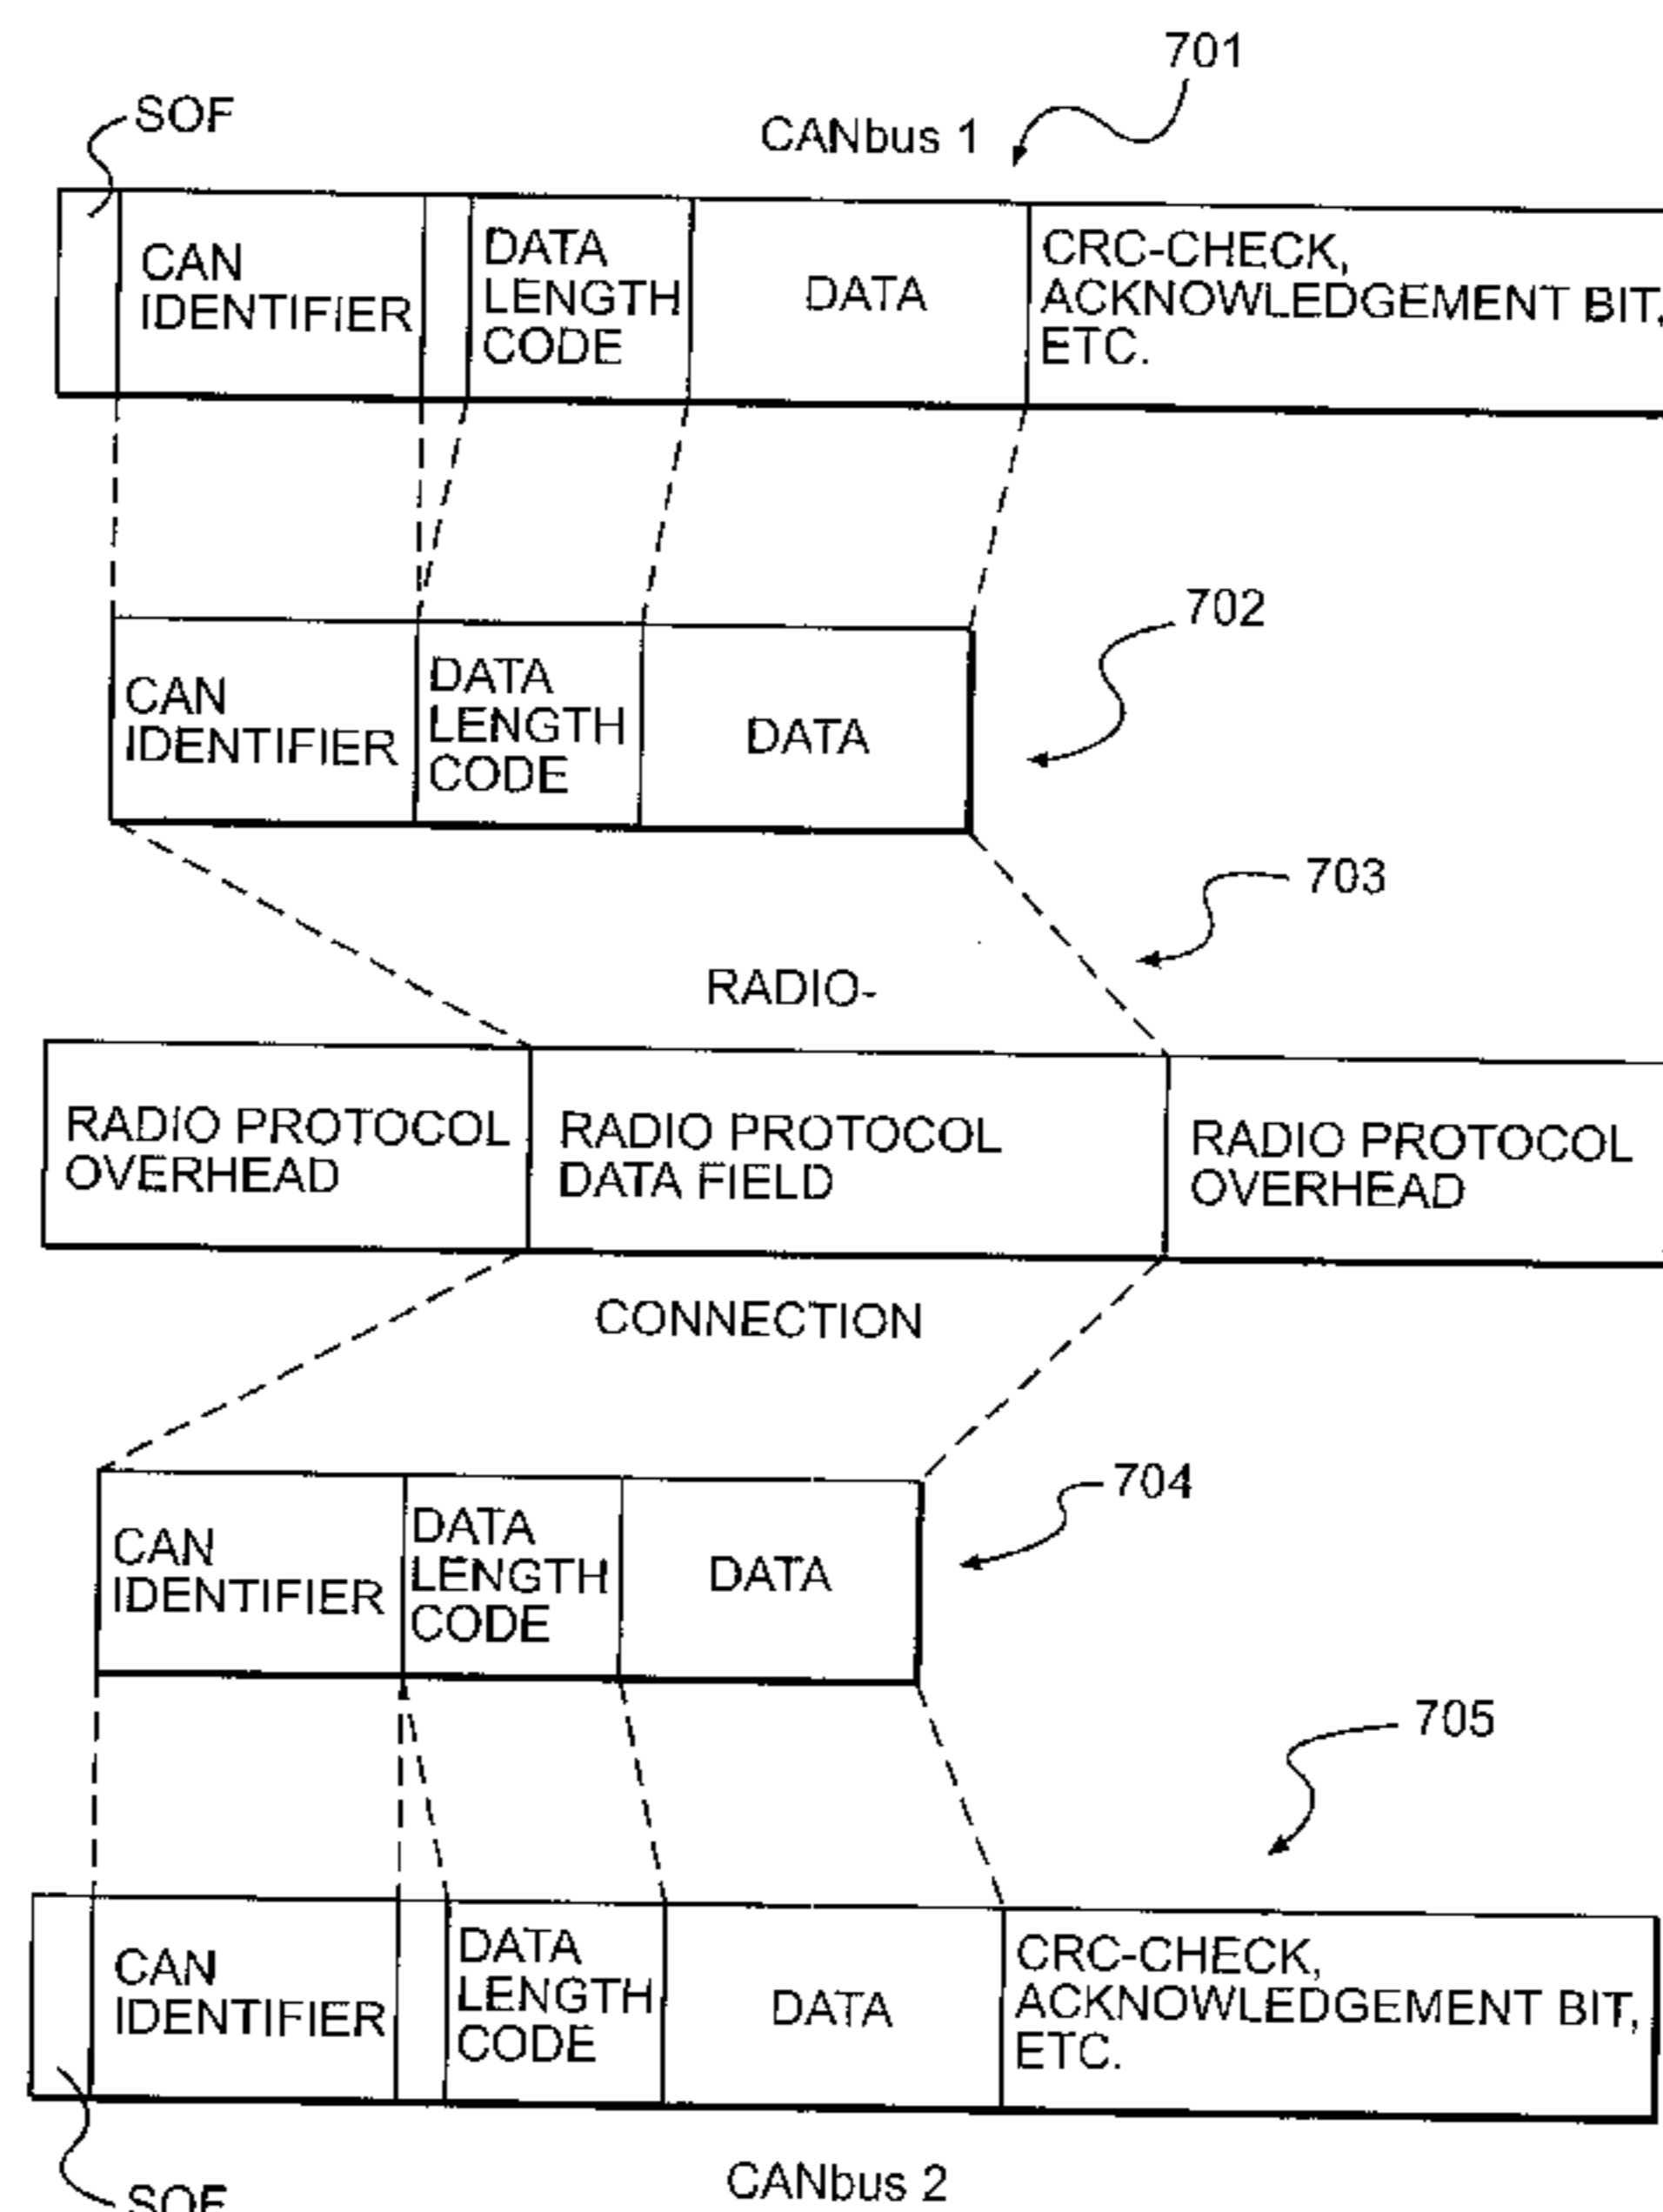 701
SOF
CANbus 1
CAN
IDENTIFIER
DATA
LENGTH
CODE
DATA
CRC-CHECK,
ACKNOWLEDGEMENT BIT,
ETC.
702
CAN
IDENTIFIER
DATA
LENGTH
CODE
DATA
703
RADIO-
RADIO PROTOCOL
OVERHEAD
RADIO PROTOCOL
DATA FIELD
RADIO PROTOCOL
OVERHEAD
CONNECTION
704
CAN
IDENTIFIER
DATA
LENGTH
CODE
DATA
705
CAN
IDENTIFIER
DATA
LENGTH
CODE
DATA
CRC-CHECK,
ACKNOWLEDGEMENT BIT,
ETC.
SOF
CANbus 2